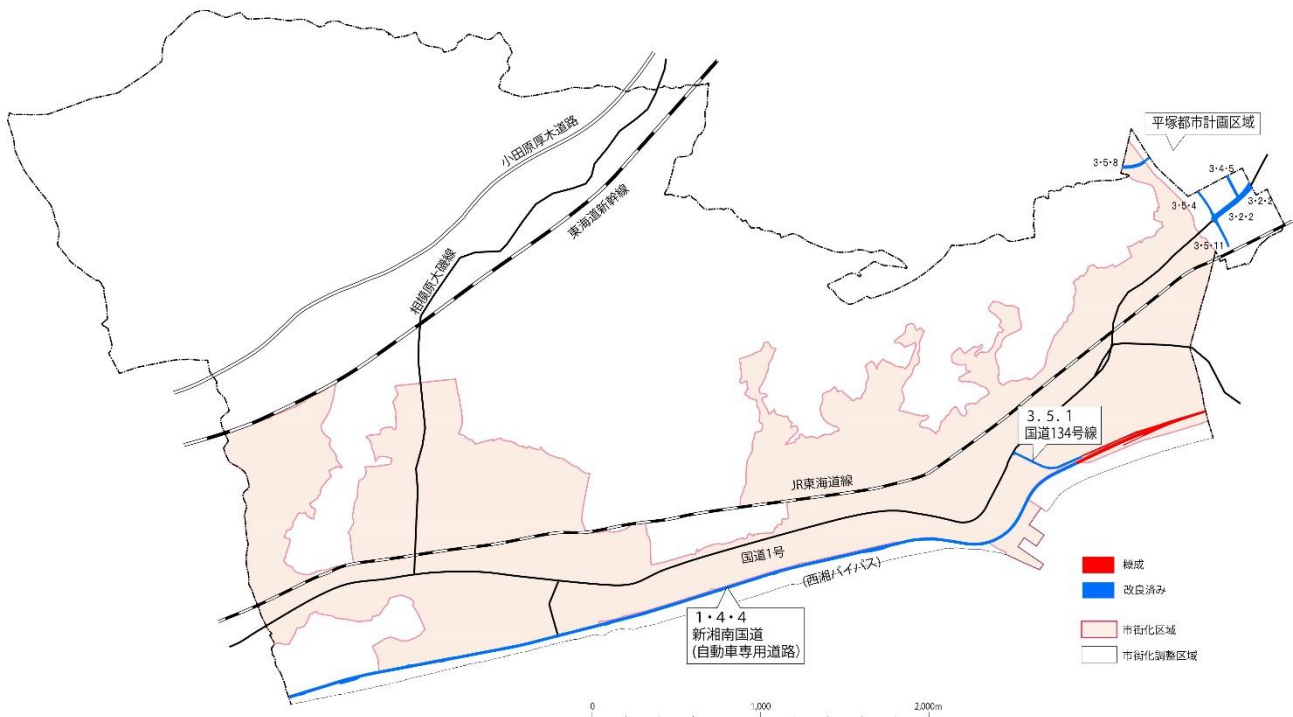 平塚都市計画区域
3・5・8
3・4・5
3・5・4
3・2・2
3・2・2
3・5・11
小田原厚木道路
東海道新幹線
相模原大磯線
3．5．1
国道134号線
JR東海道線
国道1号
(西湘バイパス)
1・4・4
新湘南国道
(自動車専用道路)
概成
改良済み
市街化区域
市街化調整区域
0
1,000
2,000m